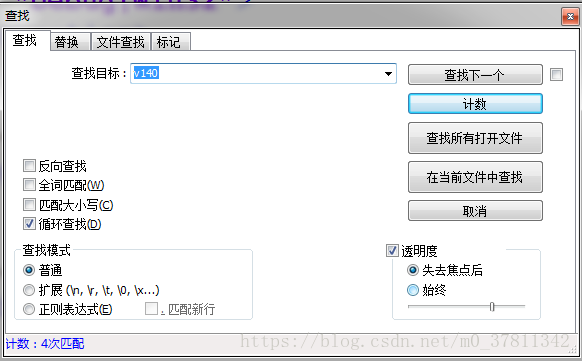 查找
查找 替换 文件查找 标记
查找目标： v140 查找下一个
计数
查找所有打开文件
反向查找
全词匹配(W) 在当前文件中查找
匹配大小写(C) 取消
循环查找(D)
查找模式 透明度
普通 失去焦点后
扩展 (\n, \r, \t, \0, \x...) 始终
正则表达式(E) . 匹配新行
计数：4次匹配
https://blog.csdn.net/m0_37811342